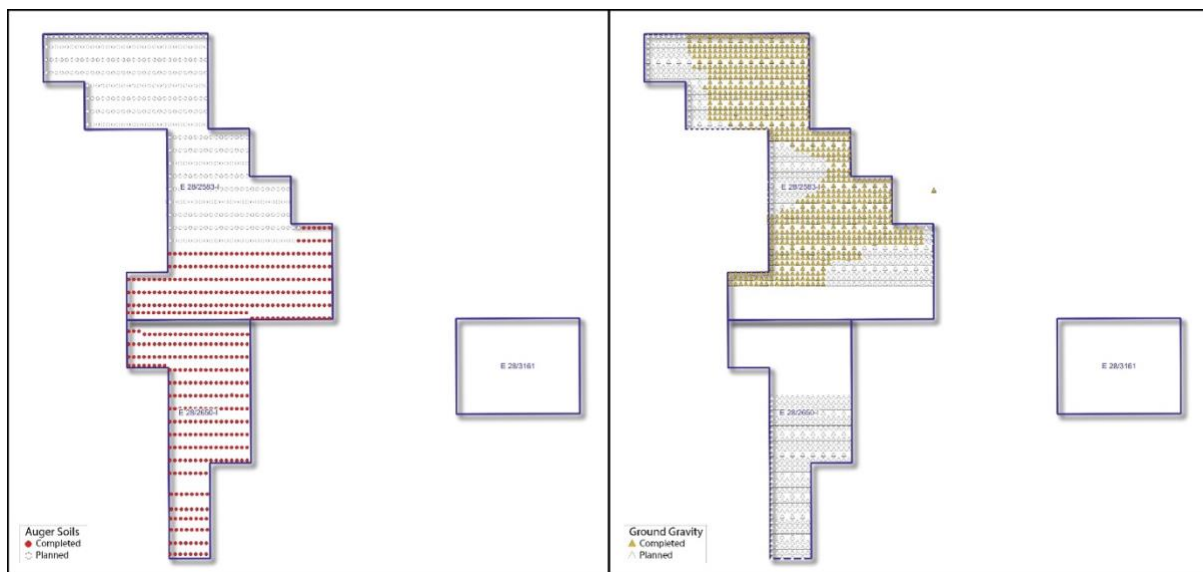 E 28/2583-I
E 28/3161
E 28/2650-I
Auger Soils
Completed
Planned
E 28/2583-I
E 28/3161
E 28/2650-I
Ground Gravity
Completed
Planned